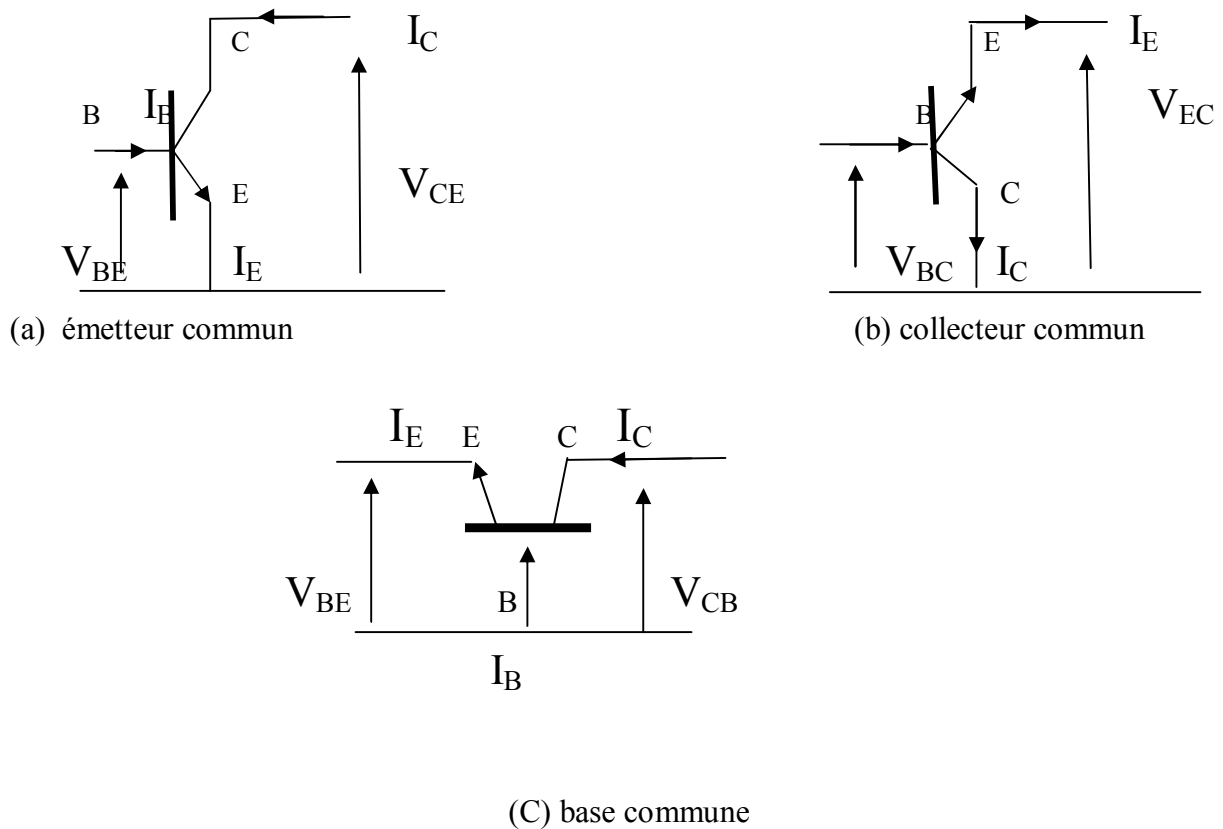 C
I_C
B
I_B
E
V_CE
V_BE
I_E
(a) émetteur commun
E
I_E
B
V_EC
C
V_BC
I_C
(b) collecteur commun
I_E
E
C
I_C
V_BE
B
V_CB
I_B
(C) base commune